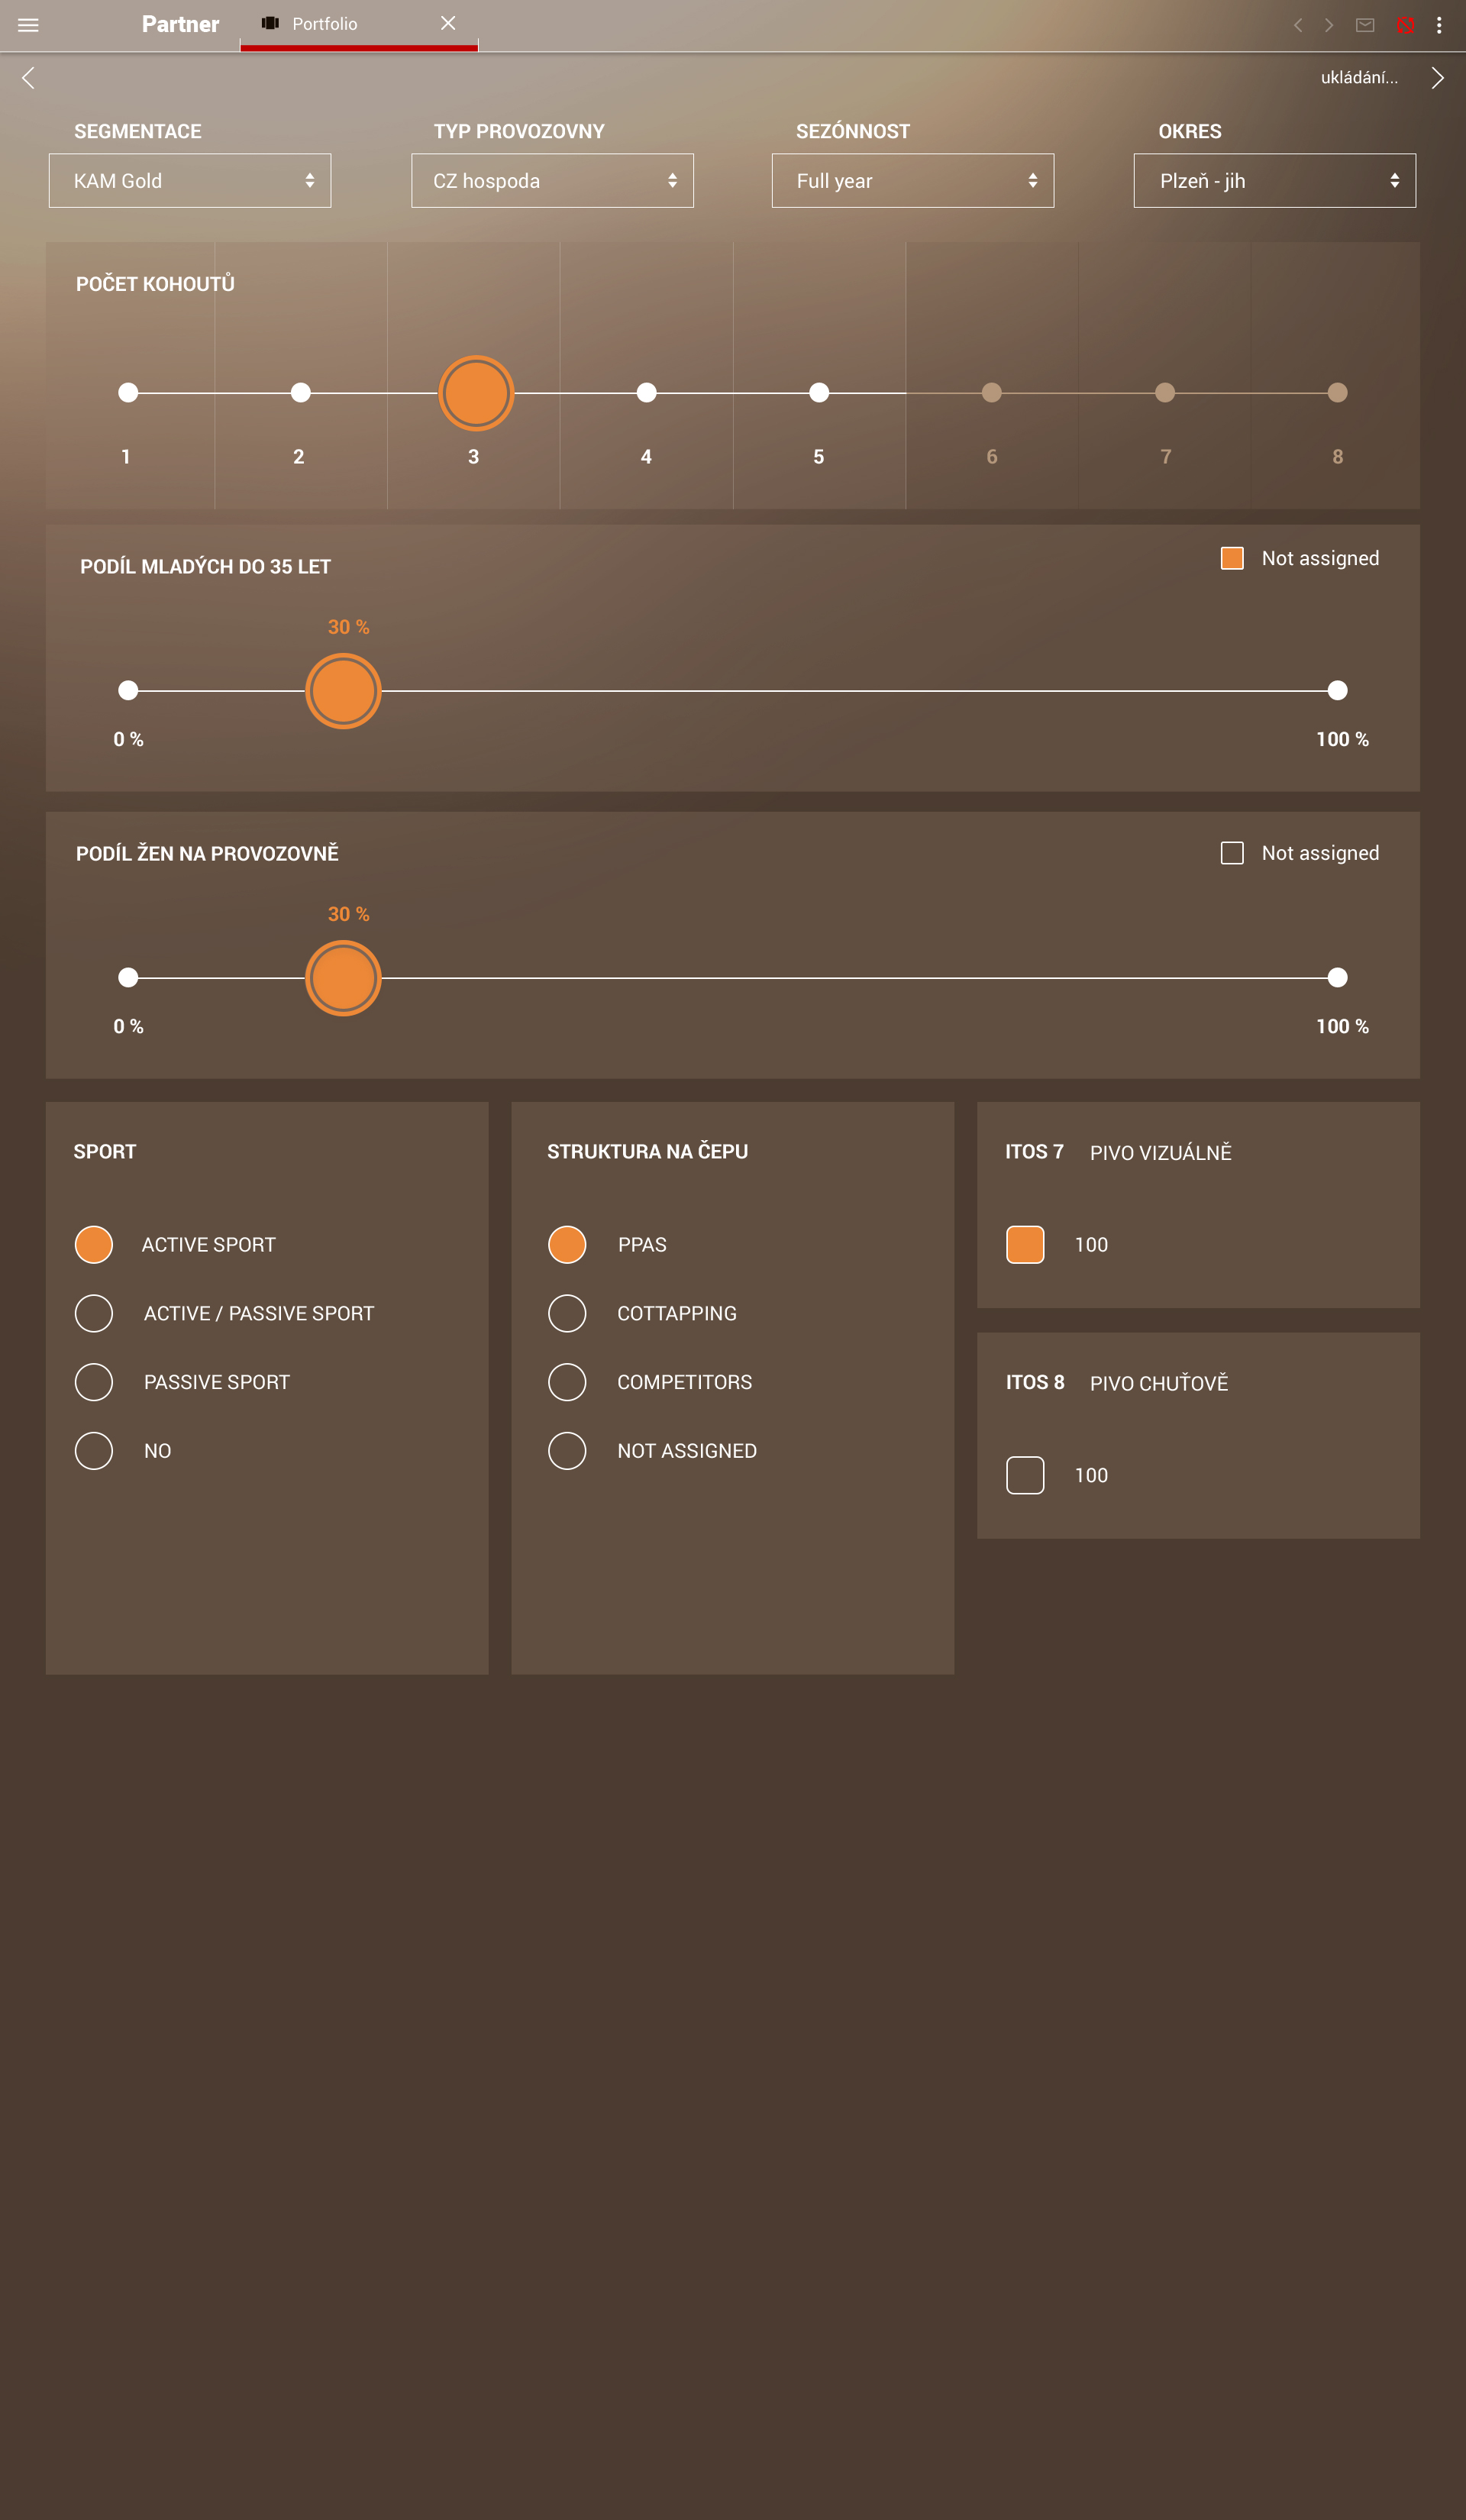 Partner Portfolio
ukládání...
SEGMENTACE TYP PROVOZOVNY SEZÓNNOST OKRES
KAM Gold CZ hospoda Full year Plzeň - jih
POČET KOHOUTŮ
1 2 3 4 5 6 7 8
PODÍL MLADÝCH DO 35 LET Not assigned
30 %
0 % 100 %
PODÍL ŽEN NA PROVOZOVNĚ Not assigned
30 %
0 % 100 %
SPORT
ACTIVE SPORT
ACTIVE / PASSIVE SPORT
PASSIVE SPORT
NO
STRUKTURA NA ČEPU
PPAS
COTTAPPING
COMPETITORS
NOT ASSIGNED
ITOS 7 PIVO VIZUÁLNĚ
100
ITOS 8 PIVO CHUŤOVĚ
100